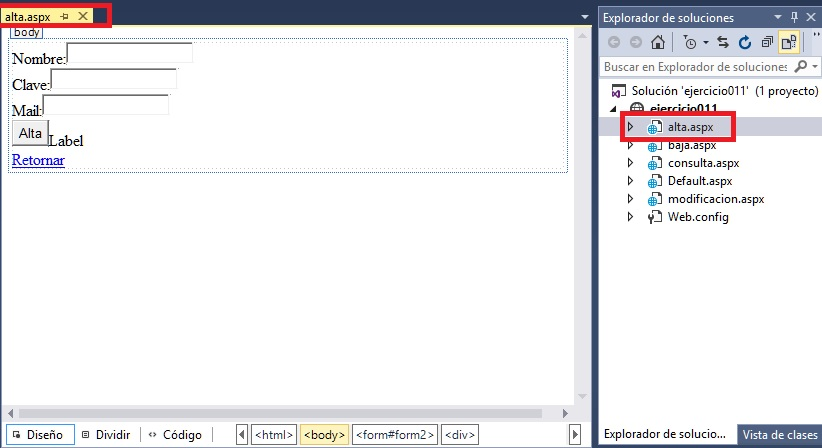 alta.aspx
body
Nombre:
Clave:
Mail:
Alta Label
Retornar
Diseño Dividir Código <html> <body> <form#form2> <div>
Explorador de soluciones
Buscar en Explorador de soluciones
Solución 'ejercicio011' (1 proyecto)
ejercicio011
alta.aspx
baja.aspx
consulta.aspx
Default.aspx
modificacion.aspx
Web.config
Explorador de solucio... Vista de clases